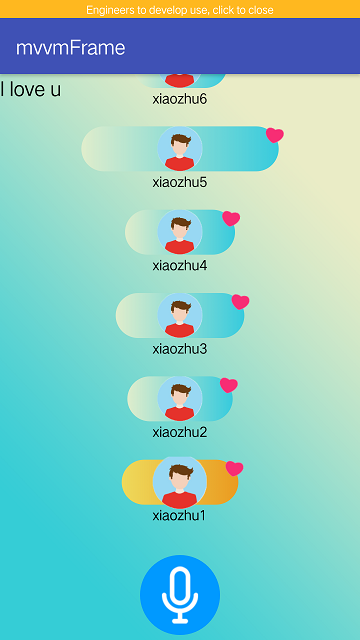 Engineers to develop use, click to close
mvvmFrame
I love u
xiaozhu6
xiaozhu5
xiaozhu4
xiaozhu3
xiaozhu2
xiaozhu1